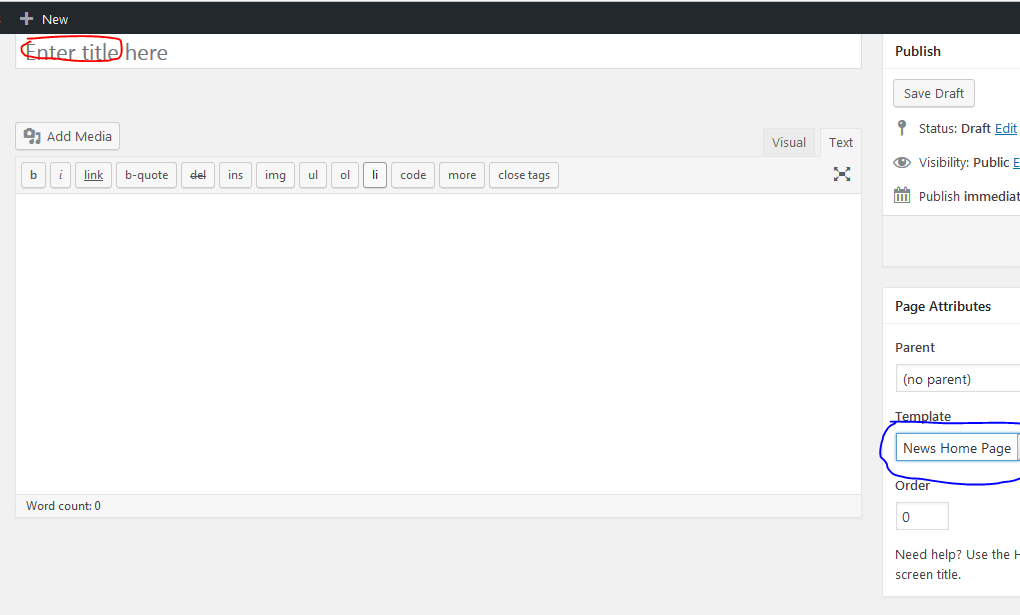 New
Enter title here
Add Media
Visual Text
b i link b-quote del ins img ul ol li code more close tags
Word count: 0
Publish
Save Draft
Status: Draft Edit
Visibility: Public E
Publish immediat
Page Attributes
Parent
(no parent)
Template
News Home Page
Order
0
Need help? Use the H
screen title.